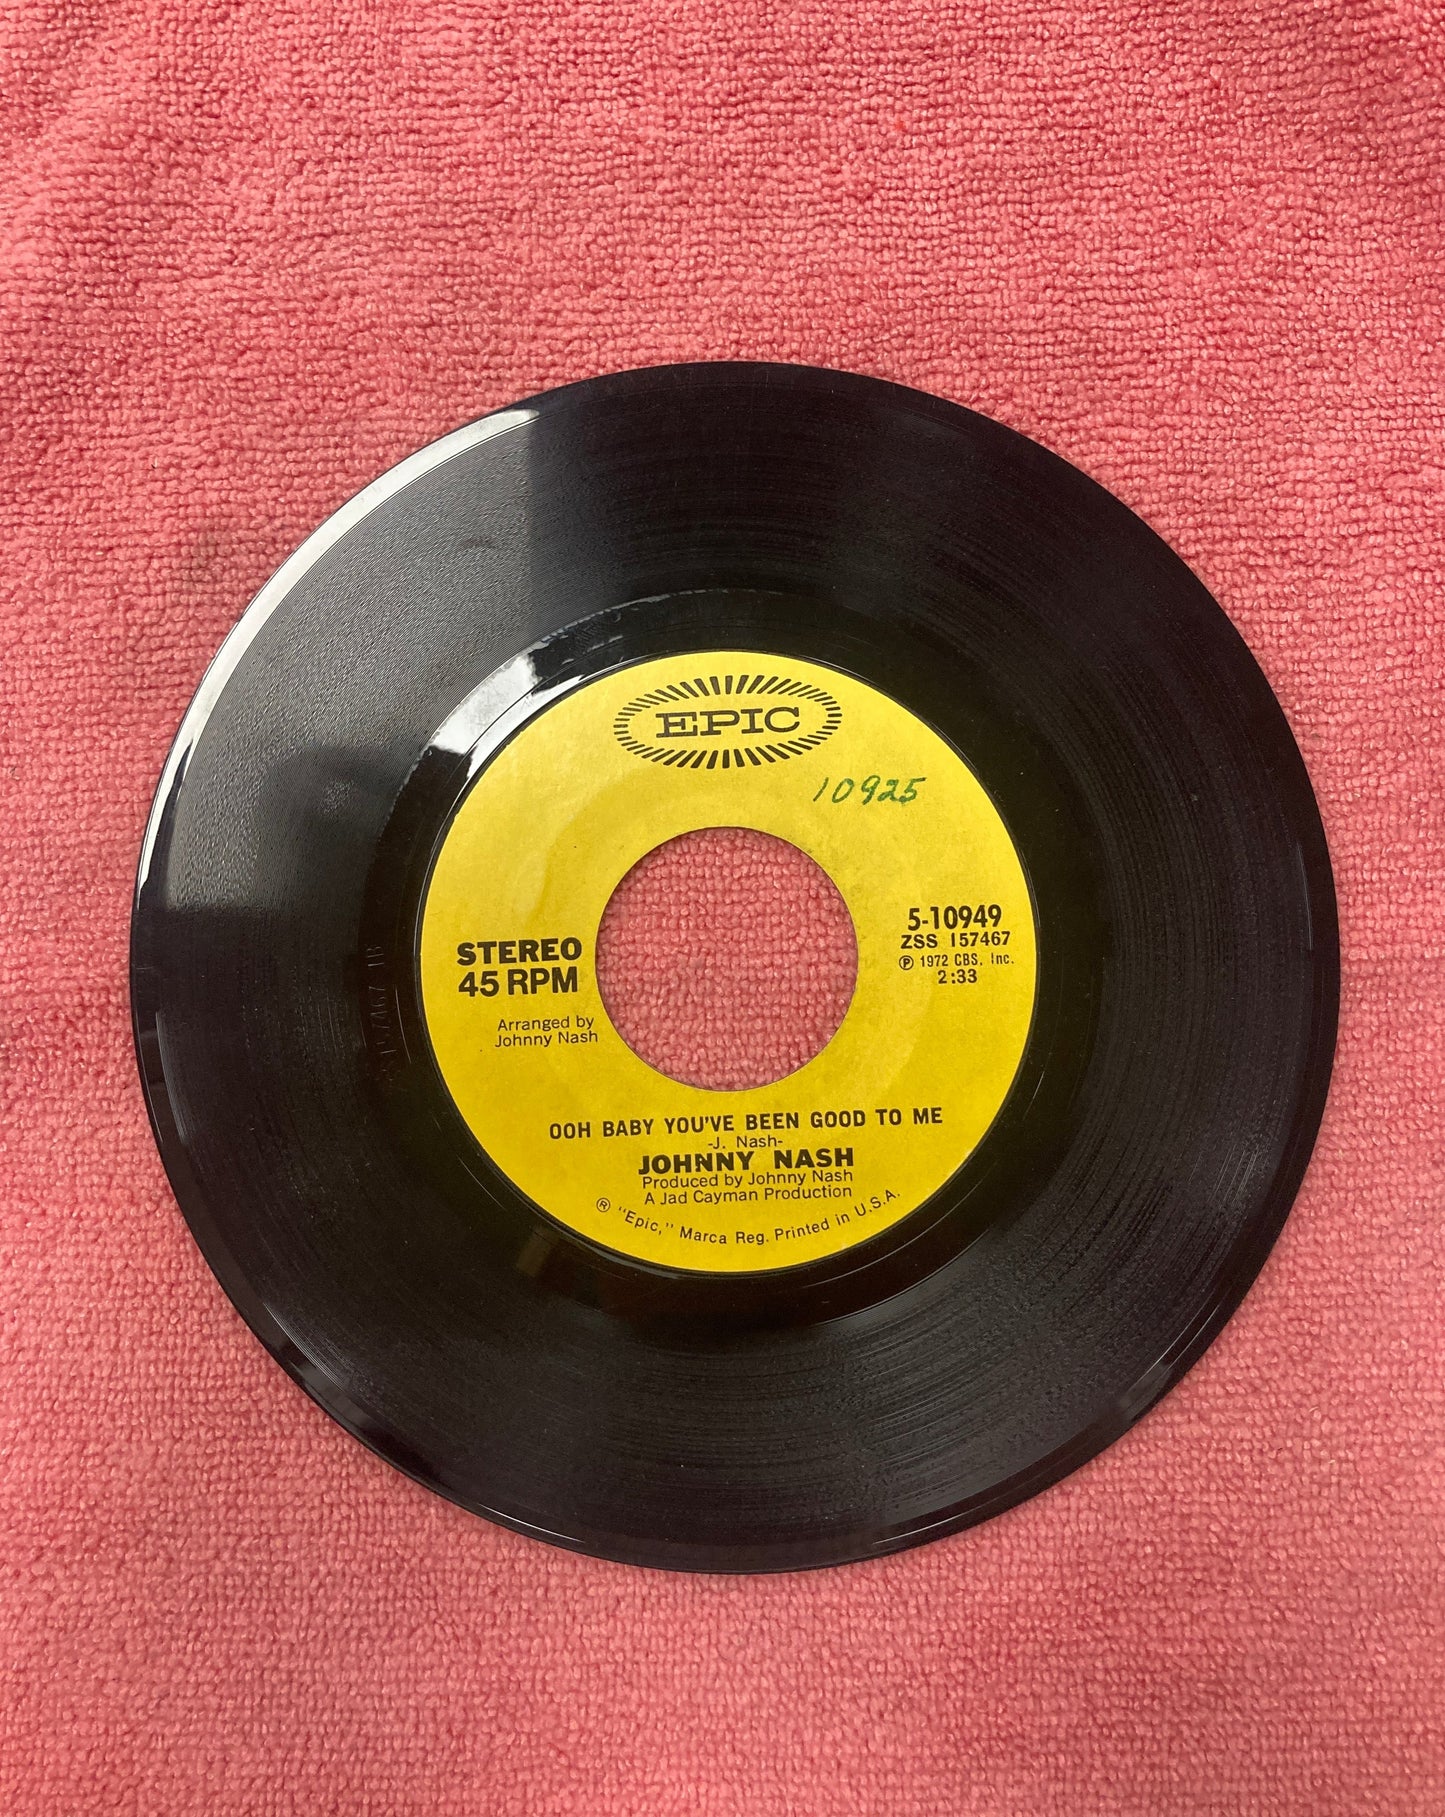 EPIC
10925
5-10949
ZSS 157467
Ⓟ 1972 CBS, Inc.
2:33
STEREO
45 RPM
Arranged by
Johnny Nash
OOH BABY YOU'VE BEEN GOOD TO ME
-J. Nash-
JOHNNY NASH
Produced by Johnny Nash
A Jad Cayman Production
® "Epic," Marca Reg. Printed in U.S.A.